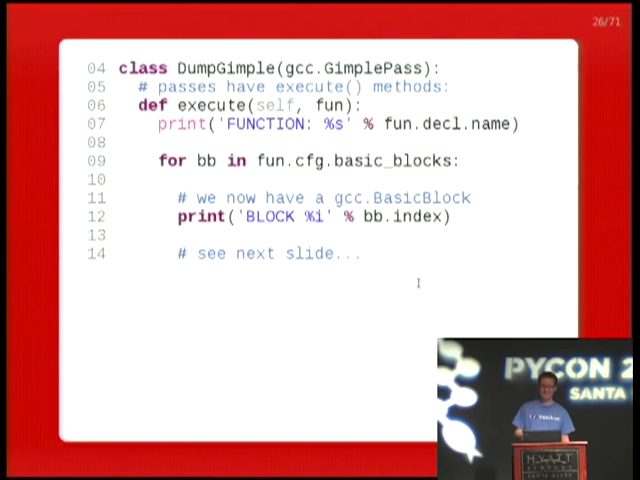 26/71
04 class DumpGimple(gcc.GimplePass):
05   # passes have execute() methods:
06   def execute(self, fun):
07     print('FUNCTION: %s' % fun.decl.name)
08
09     for bb in fun.cfg.basic_blocks:
10
11       # we now have a gcc.BasicBlock
12       print('BLOCK %i' % bb.index)
13
14       # see next slide...
PYCON 2
SANTA
HYATT